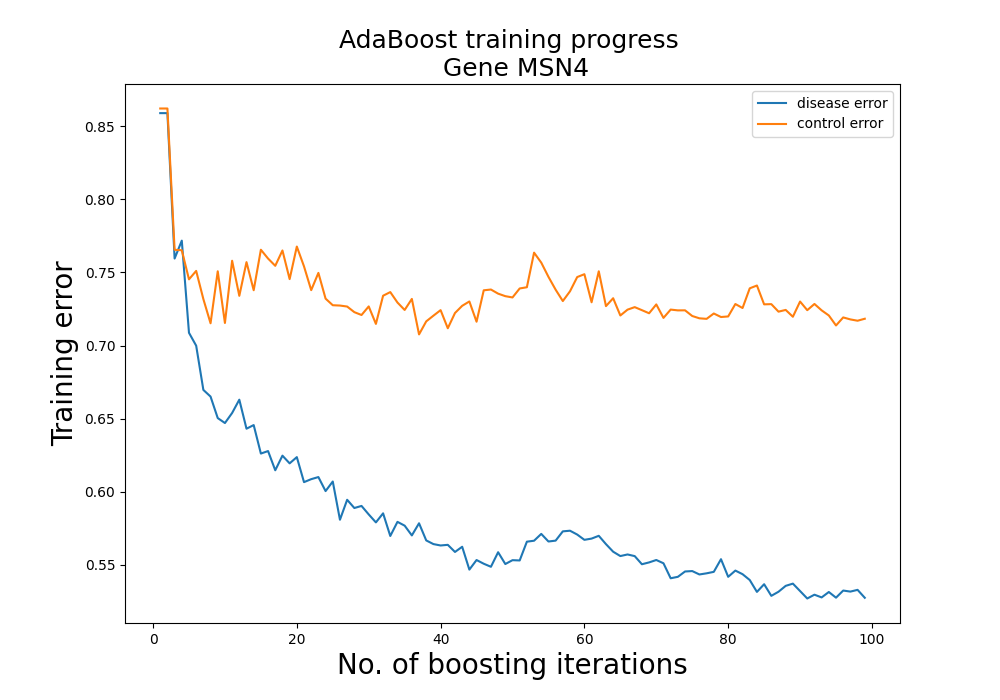 AdaBoost training progress
Gene MSN4
disease error
control error
Training error
0.85
0.80
0.75
0.70
0.65
0.60
0.55
0 20 40 60 80 100
No. of boosting iterations